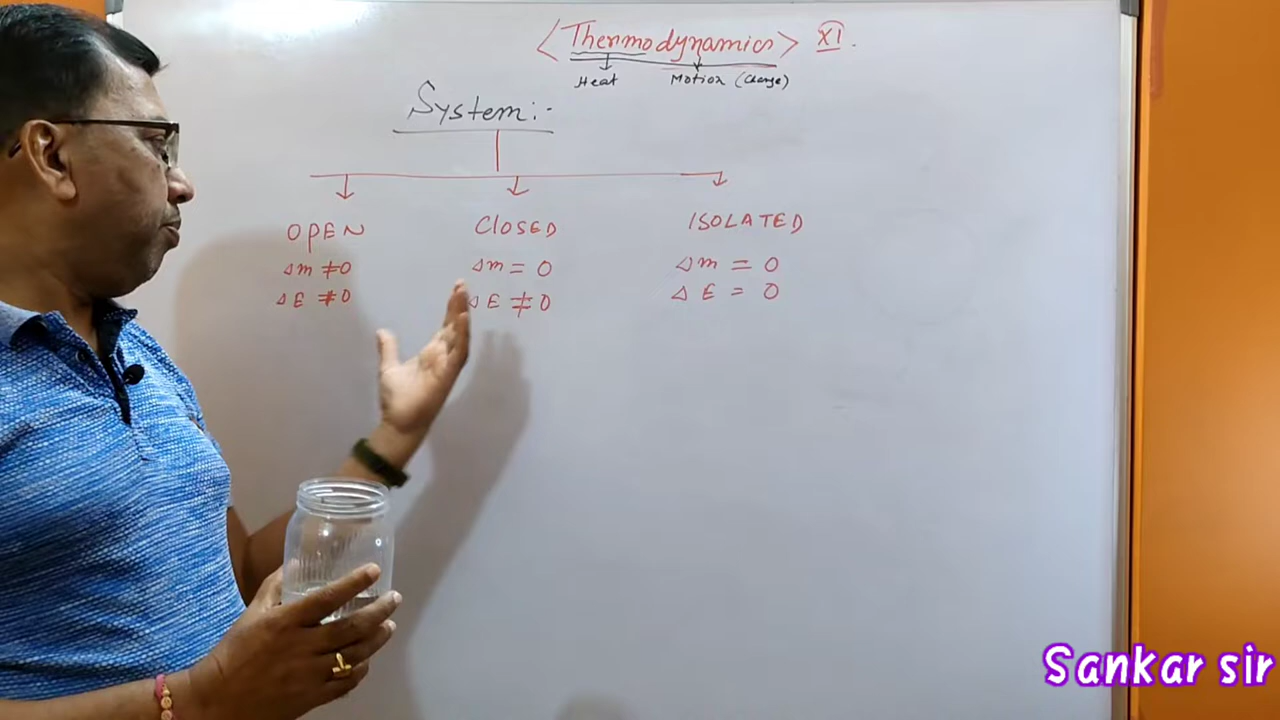 <Thermodynamics> XI.
Heat Motion (Change)
System:-
OPEN CLOSED ISOLATED
Δm ≠0 Δm = 0 Δm = 0
ΔE ≠0 ΔE ≠0 ΔE = 0
Sankar sir